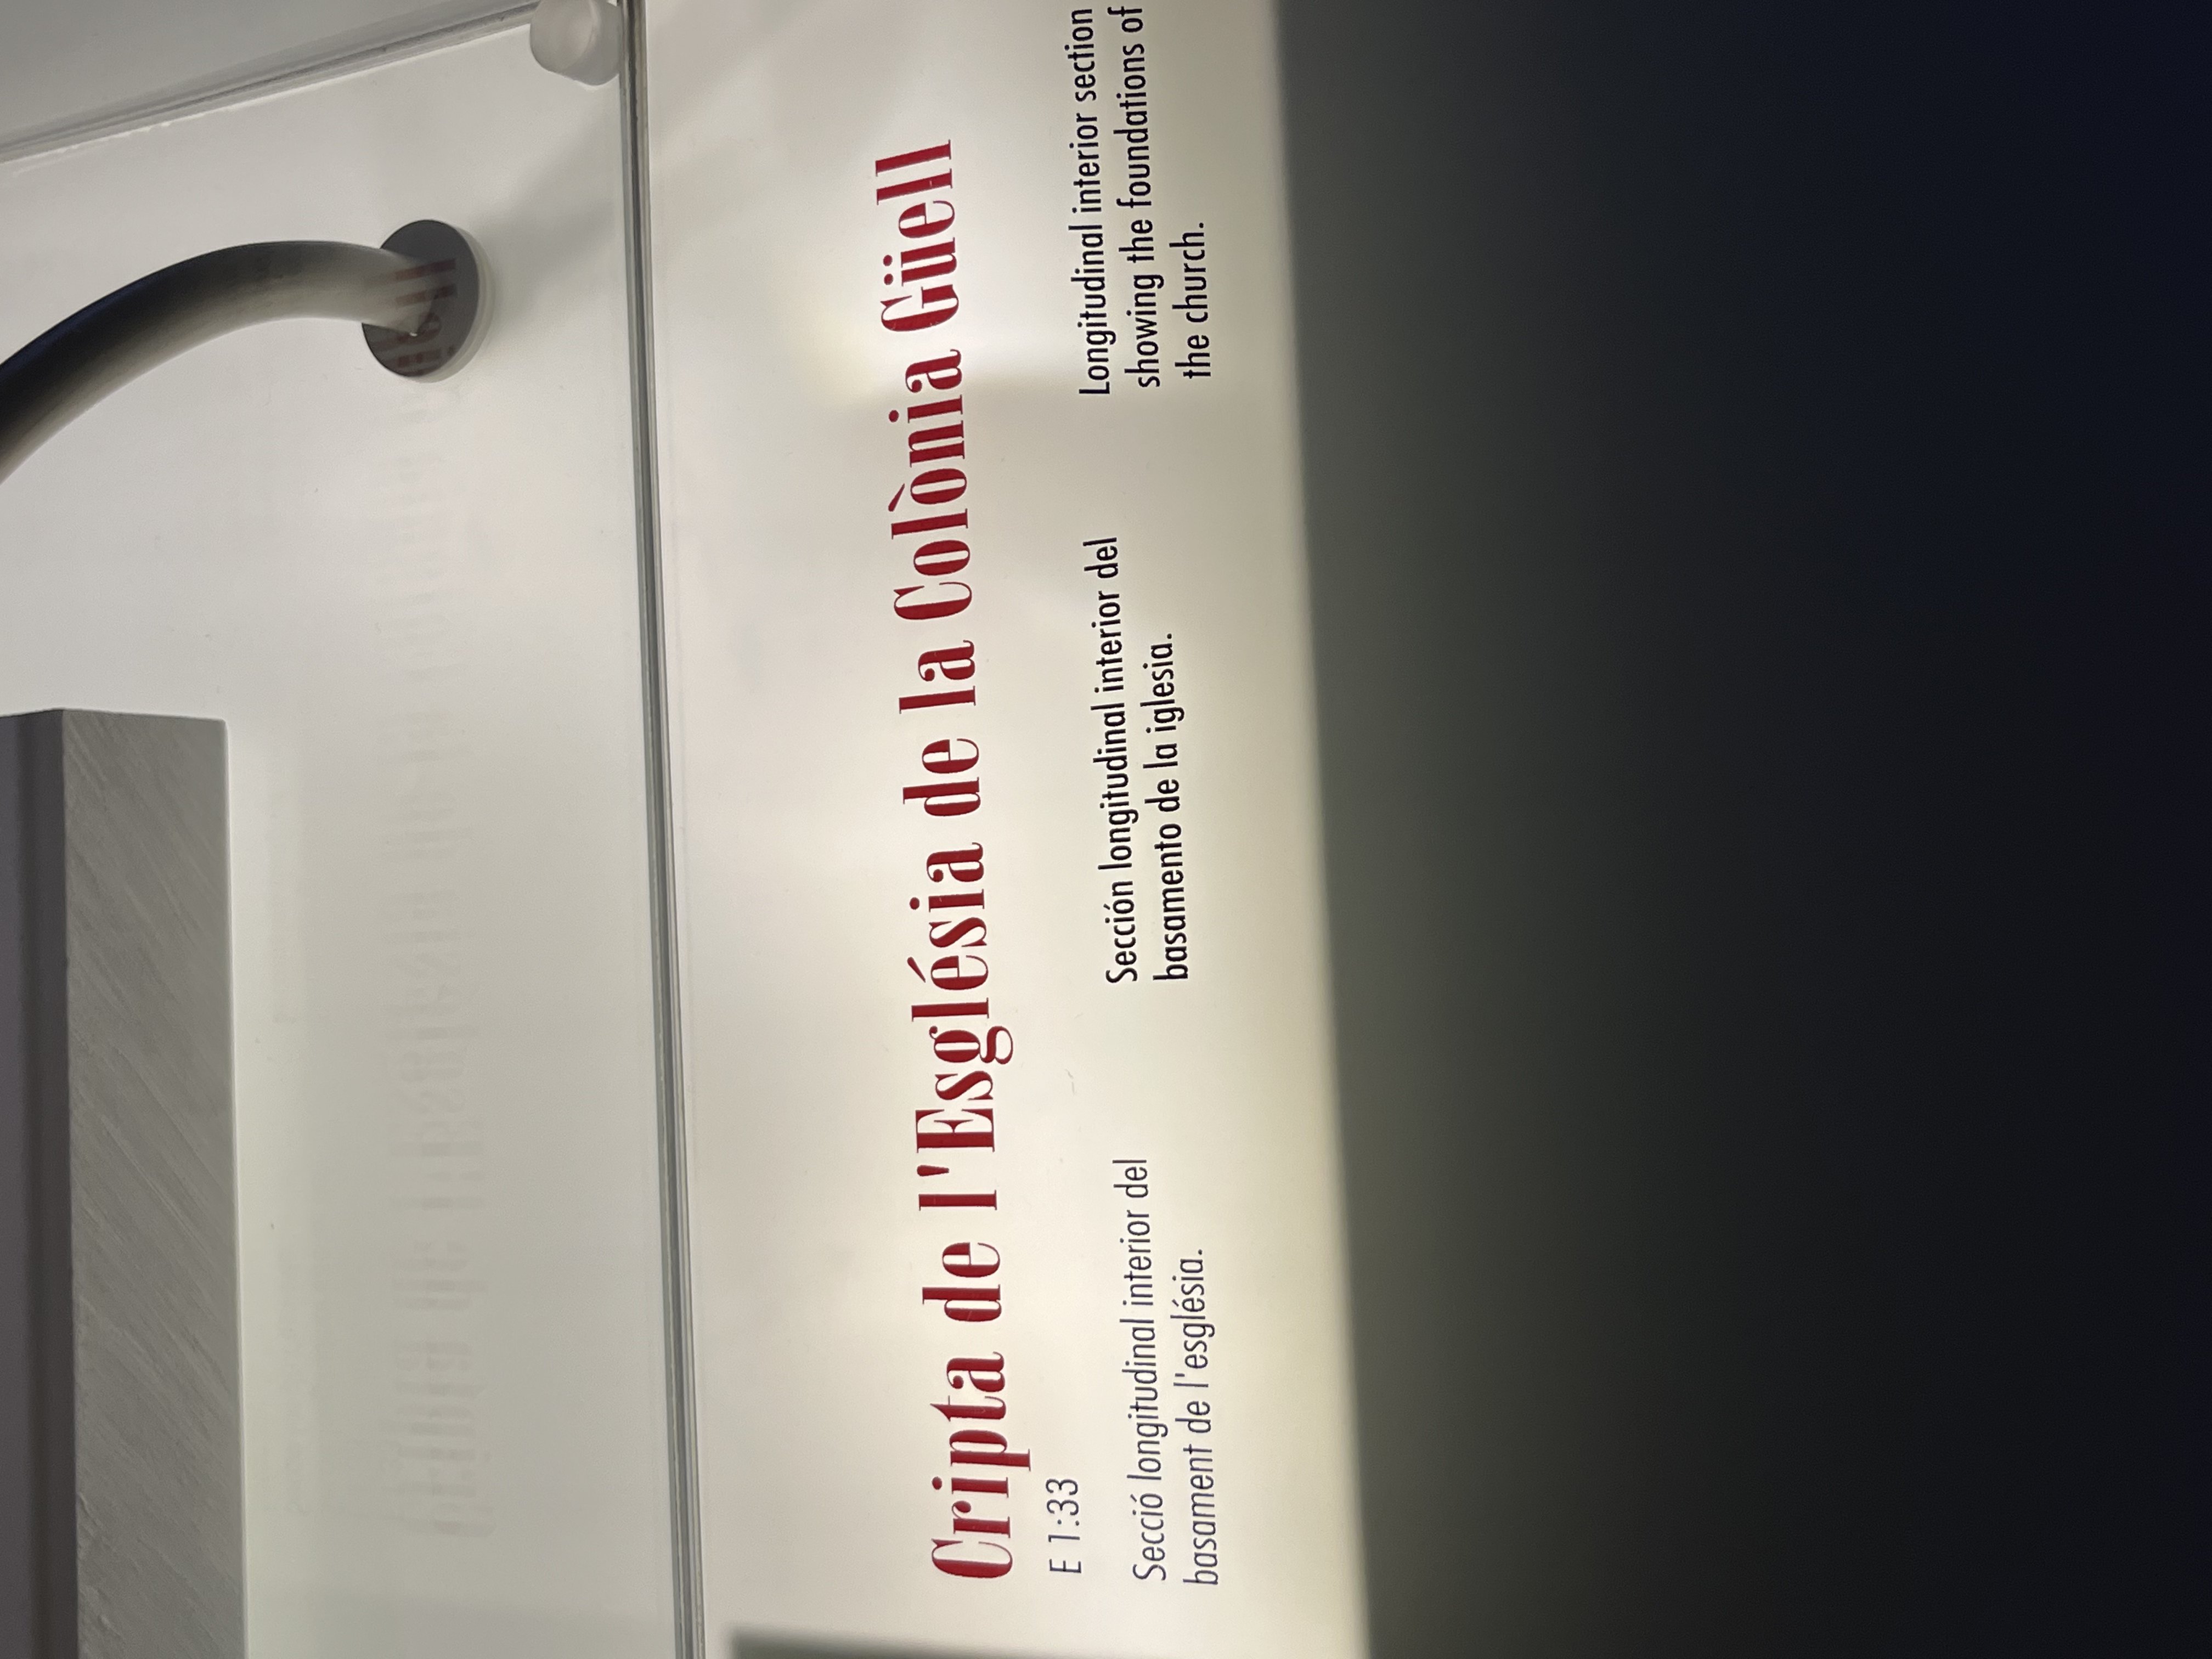 Cripta de l'Església de la Colònia Güell
E 1:33
Secció longitudinal interior del
basament de l'església.
Sección longitudinal interior del
basamento de la iglesia.
Longitudinal interior section
showing the foundations of
the church.